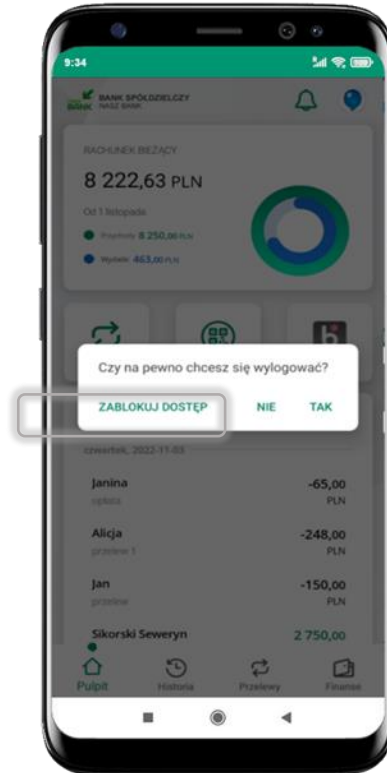 9:34
BANK SPÓŁDZIELCZY
NASZ BANK
RACHUNEK BIEŻĄCY
8 222,63 PLN
Od 1 listopada
Przychody 8 250,00 PLN
Wydatki 463,00 PLN
Czy na pewno chcesz się wylogować?
ZABLOKUJ DOSTĘP NIE TAK
czwartek, 2022-11-03
Janina -65,00
opłata PLN
Alicja -248,00
przelew 1 PLN
Jan -150,00
przelew PLN
Sikorski Seweryn 2 750,00
Pulpit Historia Przelewy Finanse